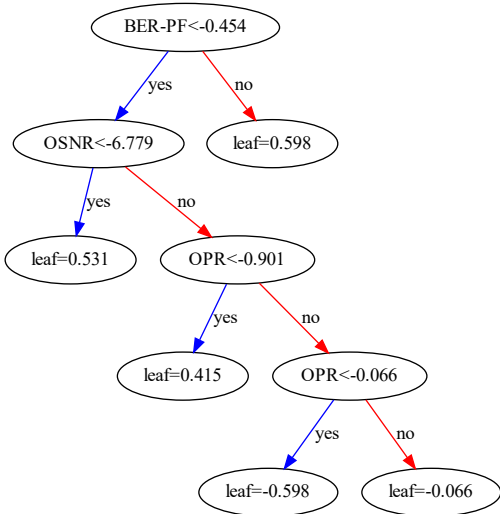 BER-PF<-0.454
yes
no
OSNR<-6.779
leaf=0.598
yes
no
leaf=0.531
OPR<-0.901
yes
no
leaf=0.415
OPR<-0.066
yes
no
leaf=-0.598
leaf=-0.066